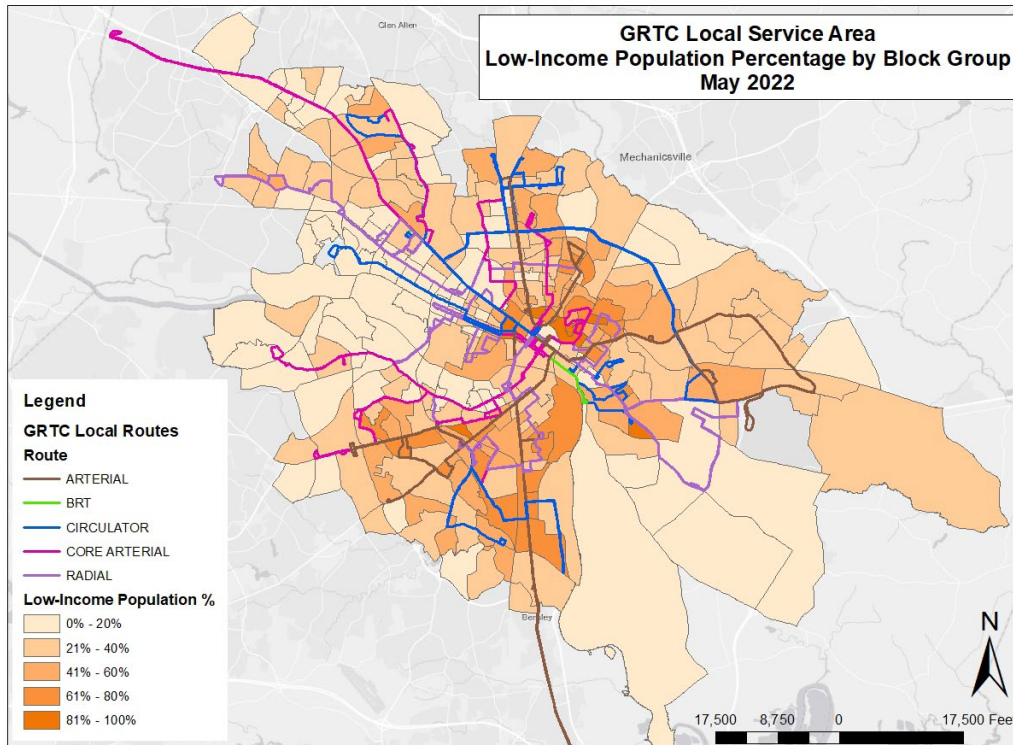 Glen Allen
GRTC Local Service Area
Low-Income Population Percentage by Block Group
May 2022
Mechanicsville
Legend
GRTC Local Routes
Route
ARTERIAL
BRT
CIRCULATOR
CORE ARTERIAL
RADIAL
Low-Income Population %
0% - 20%
21% - 40%
41% - 60%
61% - 80%
81% - 100%
Bensley
N
17,500 8,750 0 17,500 Feet